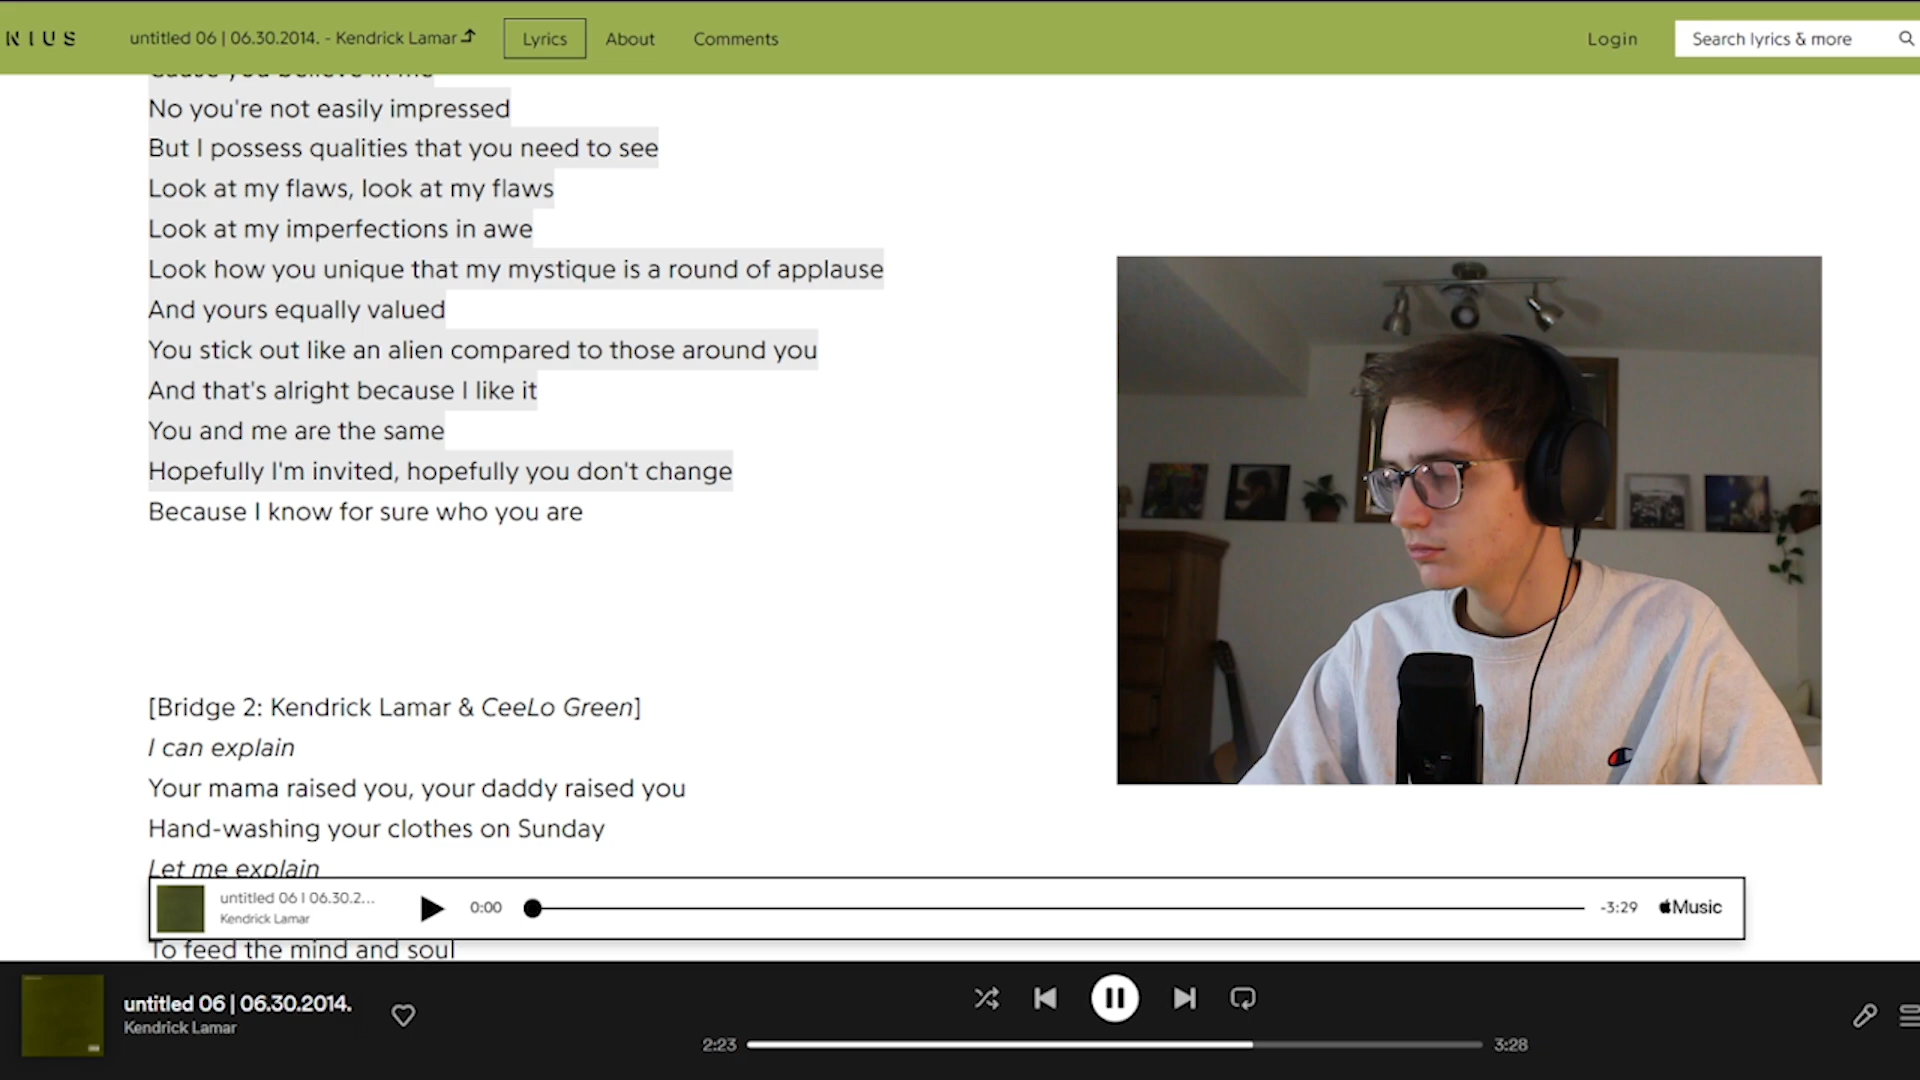 NIUS
untitled 06 | 06.30.2014. - Kendrick Lamar
Lyrics
About
Comments
Login
Search lyrics & more
Cause you believe in me
No you're not easily impressed
But I possess qualities that you need to see
Look at my flaws, look at my flaws
Look at my imperfections in awe
Look how you unique that my mystique is a round of applause
And yours equally valued
You stick out like an alien compared to those around you
And that's alright because I like it
You and me are the same
Hopefully I'm invited, hopefully you don't change
Because I know for sure who you are
[Bridge 2: Kendrick Lamar & CeeLo Green]
I can explain
Your mama raised you, your daddy raised you
Hand-washing your clothes on Sunday
Let me explain
untitled 06 | 06.30.2...
Kendrick Lamar
0:00
-3:29
Music
To feed the mind and soul
untitled 06 | 06.30.2014.
Kendrick Lamar
2:23
3:28